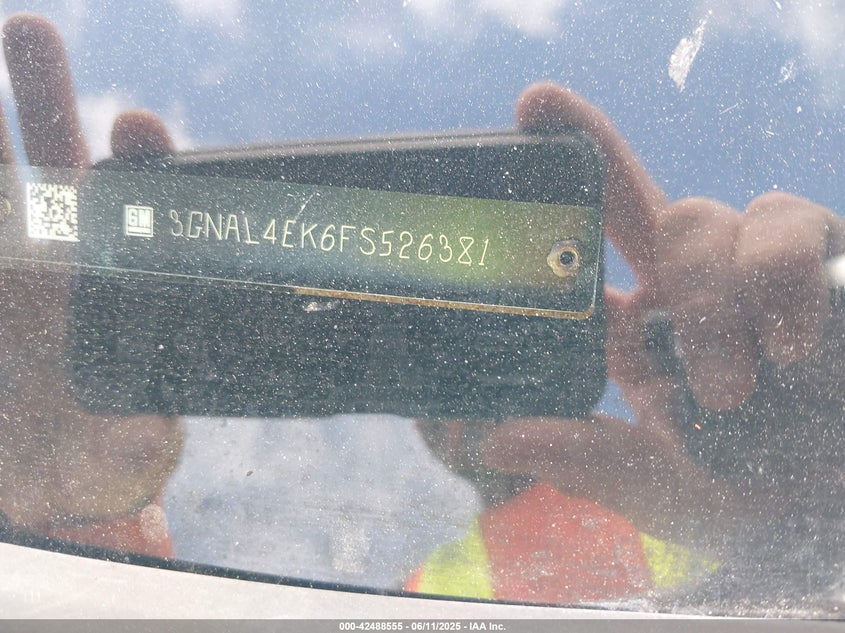 GM 3GNAL4EK6FS526381
000-42488555 - 06/11/2025 - IAA Inc.